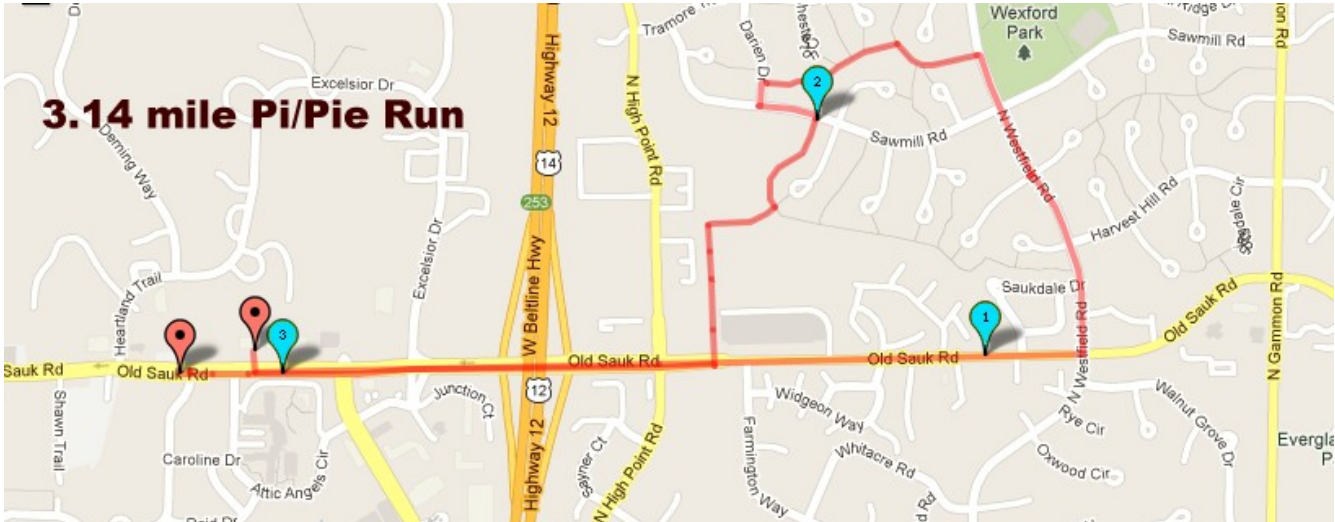 Wexford
Park
Sawmill Rd
Tramore
Darien Dr
Excelsior Dr
3.14 mile Pi/Pie Run
Highway 12
N High Point Rd
2
Deming Way
14
Sawmill Rd
N Westfield Rd
253
Harvest Hill Rd
Excelsior Dr
W Beltline Hwy
Heartland Trail
Saukdale Dr
Old Sauk Rd
N Gammon Rd
3
1
N Westfield Rd
Sauk Rd
Old Sauk Rd
Old Sauk Rd
Old Sauk Rd
12
Shawn Trail
Junction Ct
Widgeon Way
Walnut Grove Dr
Rye Cir
Farmington Way
Caroline Dr
Attic Angels Cir
Highway 12
Sayner Ct
N High Point Rd
Whitacre Rd
Oxwood Cir